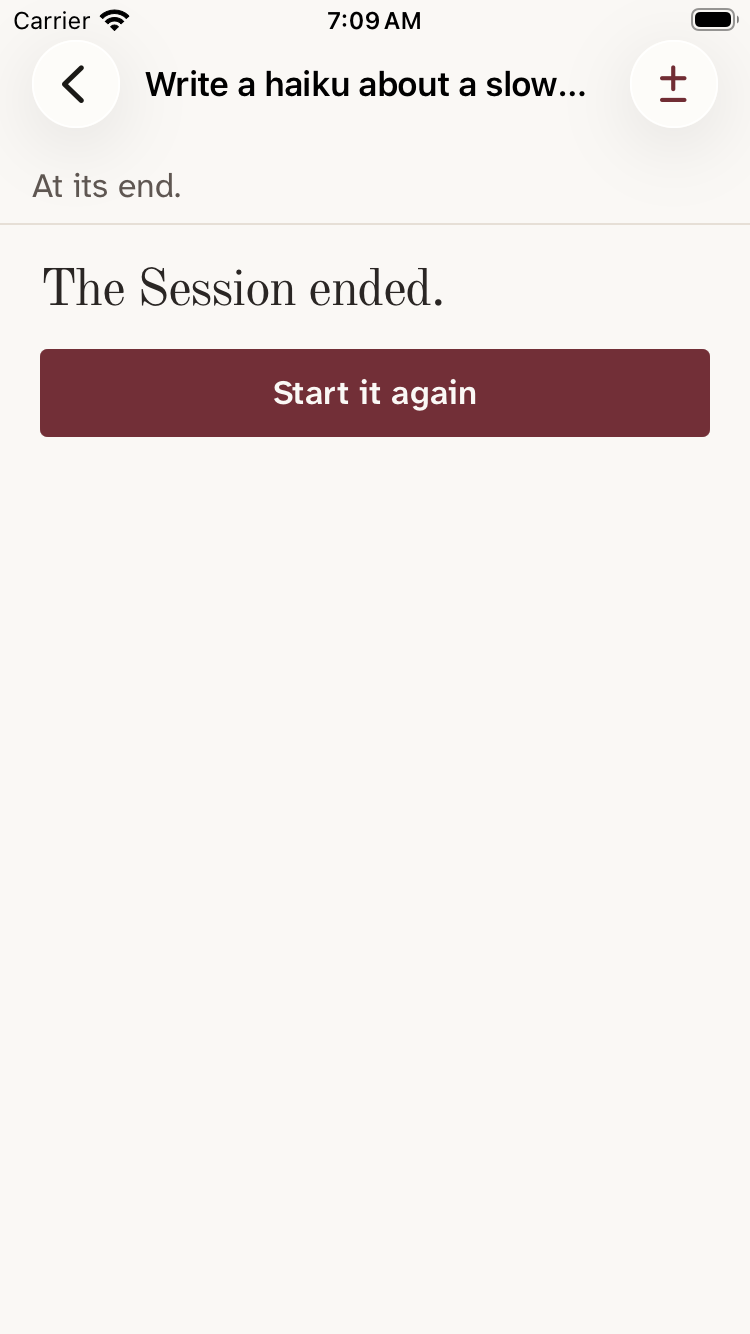 Carrier 7:09 AM
Write a haiku about a slow...
At its end.
The Session ended.
Start it again